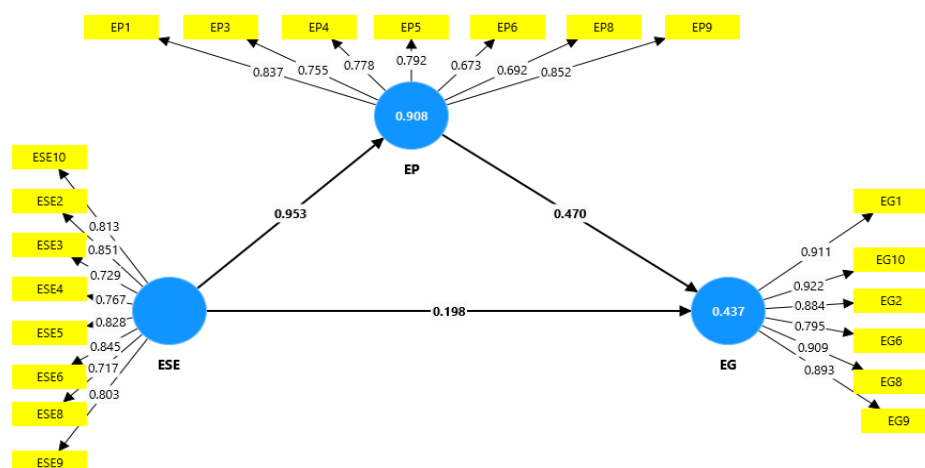 EP1 EP3 EP4 EP5 EP6 EP8 EP9
0.837 0.755 0.778 0.792 0.673 0.692 0.852
0.908
EP
ESE10
ESE2
ESE3
ESE4
ESE5
ESE6
ESE8
ESE9
0.813
0.851
0.729
0.767
0.828
0.845
0.717
0.803
ESE
0.953
0.470
0.198
0.437
EG
0.911
0.922
0.884
0.795
0.909
0.893
EG1
EG10
EG2
EG6
EG8
EG9